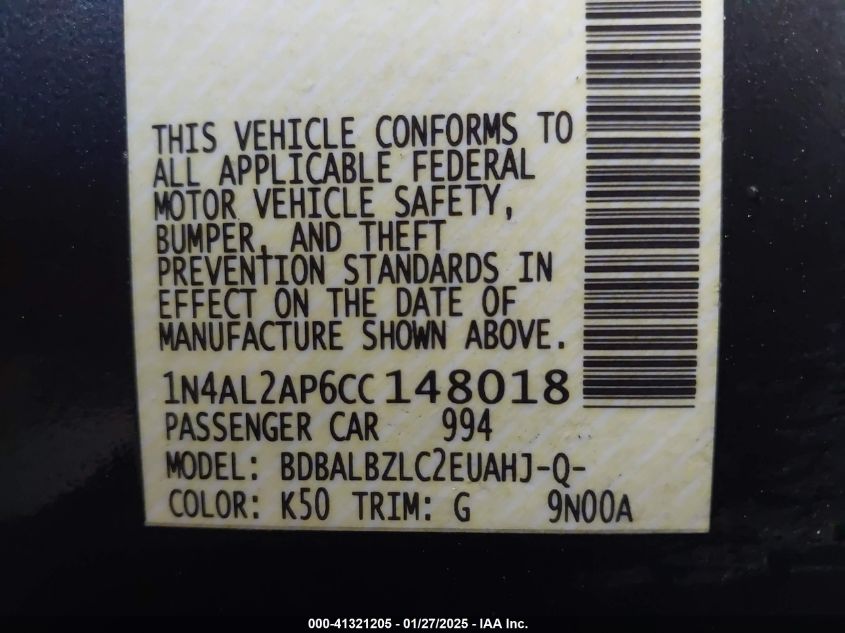 THIS VEHICLE CONFORMS TO
ALL APPLICABLE FEDERAL
MOTOR VEHICLE SAFETY,
BUMPER, AND THEFT
PREVENTION STANDARDS IN
EFFECT ON THE DATE OF
MANUFACTURE SHOWN ABOVE.
1N4AL2AP6CC148018
PASSENGER CAR 994
MODEL: BDBALBZLC2EUAHJ-Q-
COLOR: K50 TRIM: G 9N00A
000-41321205 - 01/27/2025 - IAA Inc.